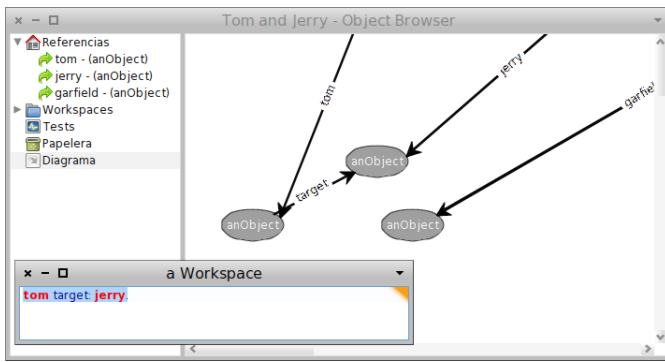 Tom and Jerry - Object Browser
Referencias
tom - (anObject)
jerry - (anObject)
garfield - (anObject)
Workspaces
Tests
Papelera
Diagrama
tom
jerry
anObject
target
anObject
anObject
a Workspace
tom target: jerry.